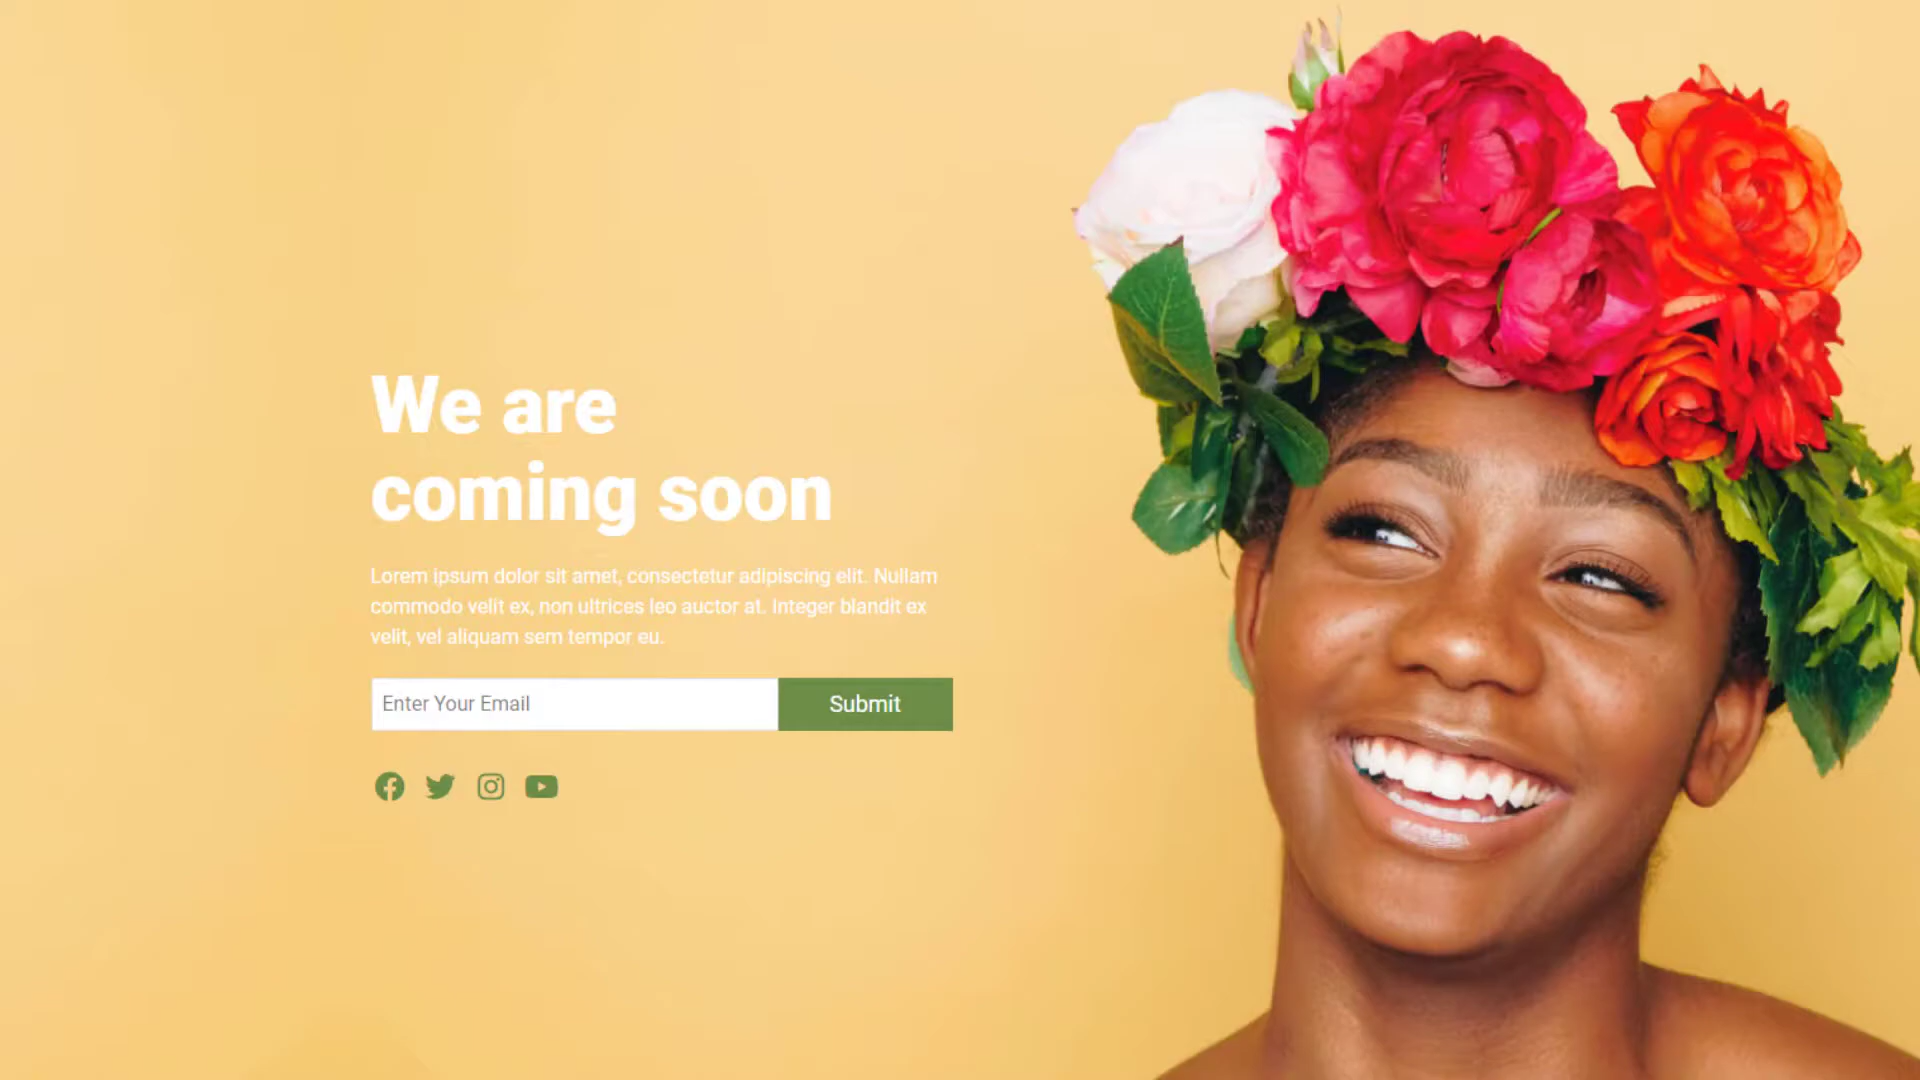 We are
coming soon
Lorem ipsum dolor sit amet, consectetur adipiscing elit. Nullam
commodo velit ex, non ultrices leo auctor at. Integer blandit ex
velit, vel aliquam sem tempor eu.
Enter Your Email
Submit